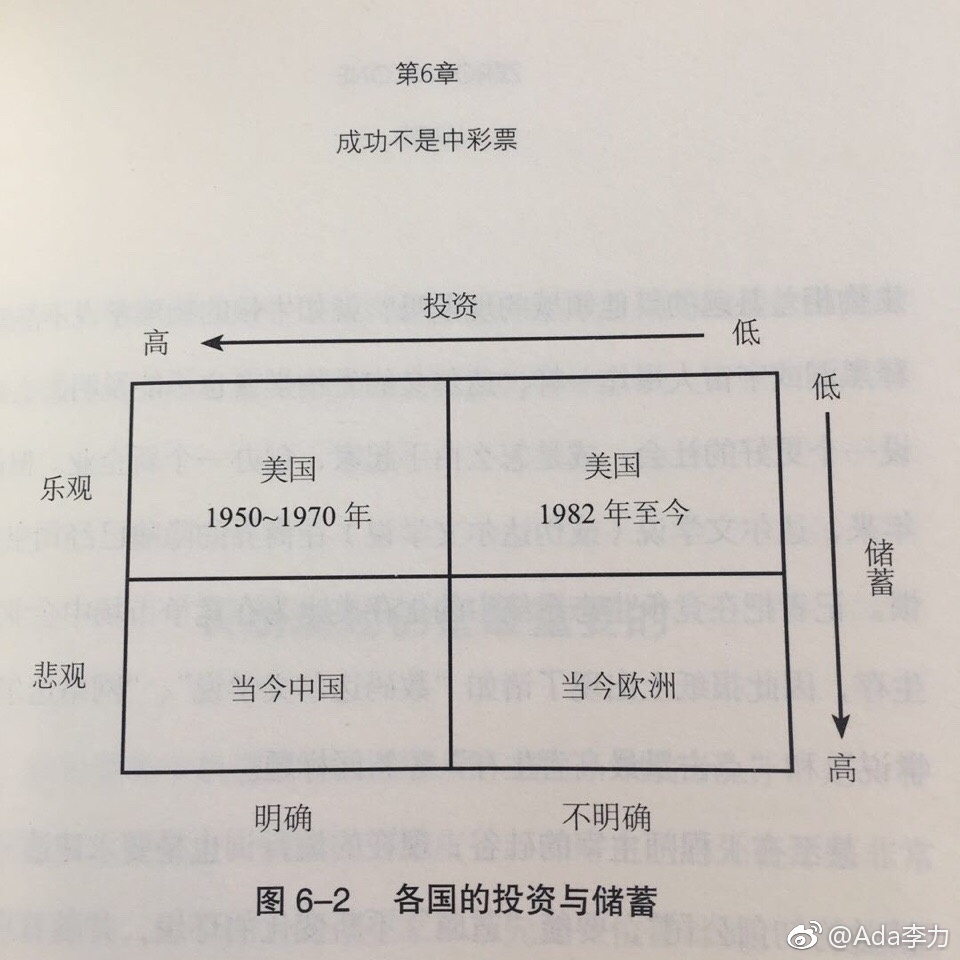 第6章
成功不是中彩票
投资
高 低
乐观 美国 美国 低
1950~1970 年 1982 年至今
储蓄
悲观 当今中国 当今欧洲
高
明确 不明确
图 6–2 各国的投资与储蓄
@Ada李力